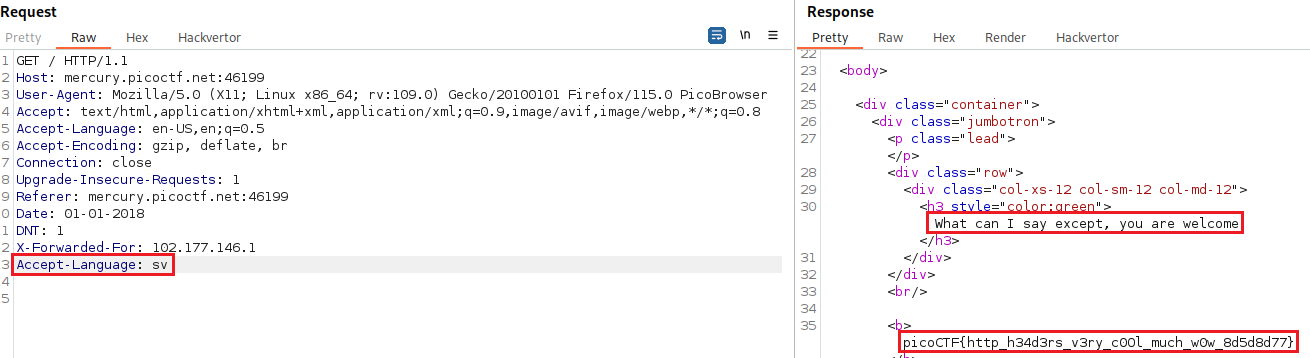 Request
Pretty Raw Hex Hackvertor \n
1 GET / HTTP/1.1
2 Host: mercury.picoctf.net:46199
3 User-Agent: Mozilla/5.0 (X11; Linux x86_64; rv:109.0) Gecko/20100101 Firefox/115.0 PicoBrowser
4 Accept: text/html,application/xhtml+xml,application/xml;q=0.9,image/avif,image/webp,*/*;q=0.8
5 Accept-Language: en-US,en;q=0.5
6 Accept-Encoding: gzip, deflate, br
7 Connection: close
8 Upgrade-Insecure-Requests: 1
9 Referer: mercury.picoctf.net:46199
0 Date: 01-01-2018
1 DNT: 1
2 X-Forwarded-For: 102.177.146.1
3 Accept-Language: sv
4
5
Response
Pretty Raw Hex Render Hackvertor
22
23 <body>
24
25 <div class="container">
26 <div class="jumbotron">
27 <p class="lead">
</p>
28 <div class="row">
29 <div class="col-xs-12 col-sm-12 col-md-12">
30 <h3 style="color:green">
What can I say except, you are welcome
</h3>
31 </div>
32 </div>
33 <br/>
34
35 <b>
picoCTF{http_h34d3rs_v3ry_c00l_much_w0w_8d5d8d77}